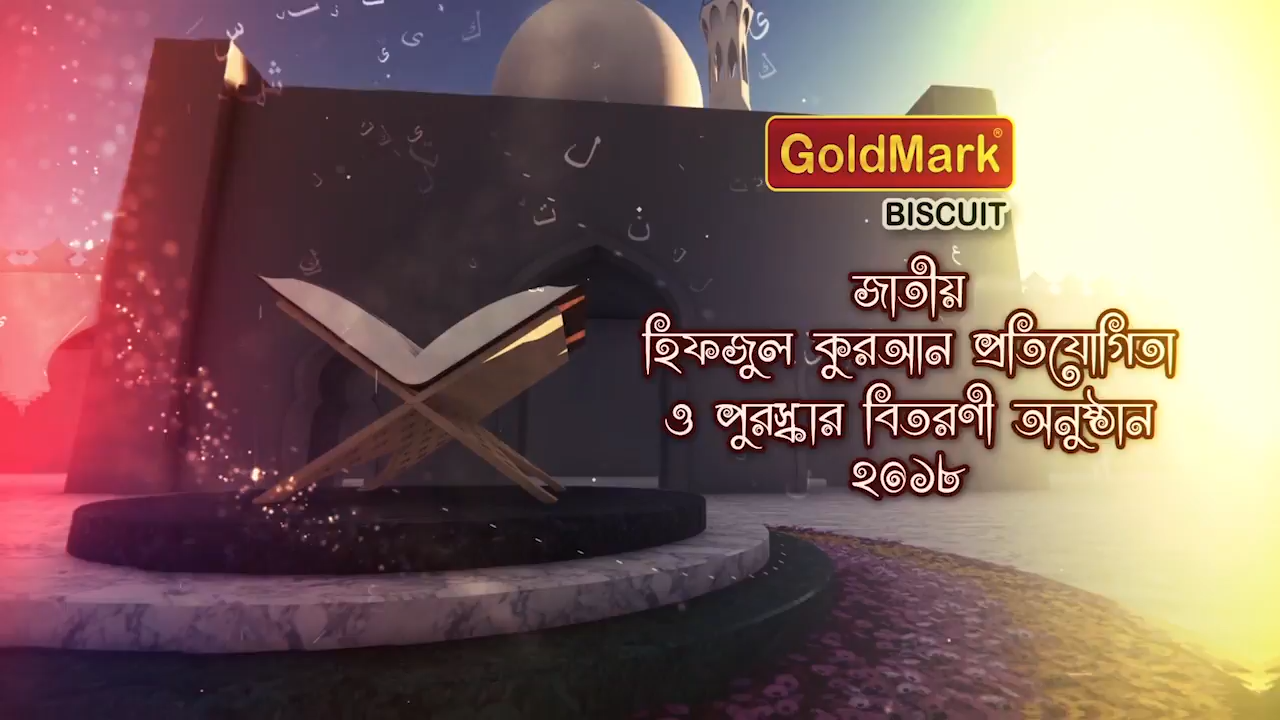 GoldMark®
BISCUIT
জাতীয়
হিফজুল কুরআন প্রতিযোগিতা
ও পুরস্কার বিতরণী অনুষ্ঠান
২০১৮